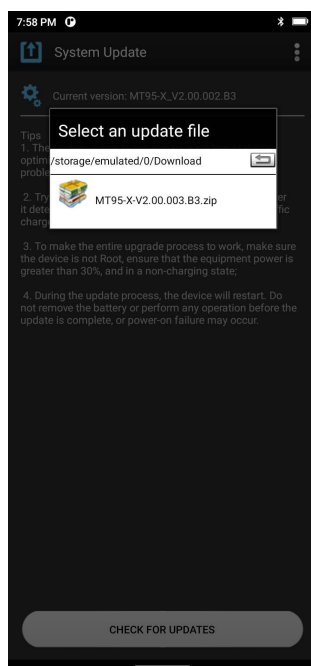 7:58 PM
System Update
Current version: MT95-X_V2.00.002.B3
Select an update file
/storage/emulated/0/Download
MT95-X-V2.00.003.B3.zip
Tips
1. The
optim
proble
2. Try
er
it dete
fic
charg
3. To make the entire upgrade process to work, make sure
the device is not Root, ensure that the equipment power is
greater than 30%, and in a non-charging state;
4. During the update process, the device will restart. Do
not remove the battery or perform any operation before the
update is complete, or power-on failure may occur.
CHECK FOR UPDATES